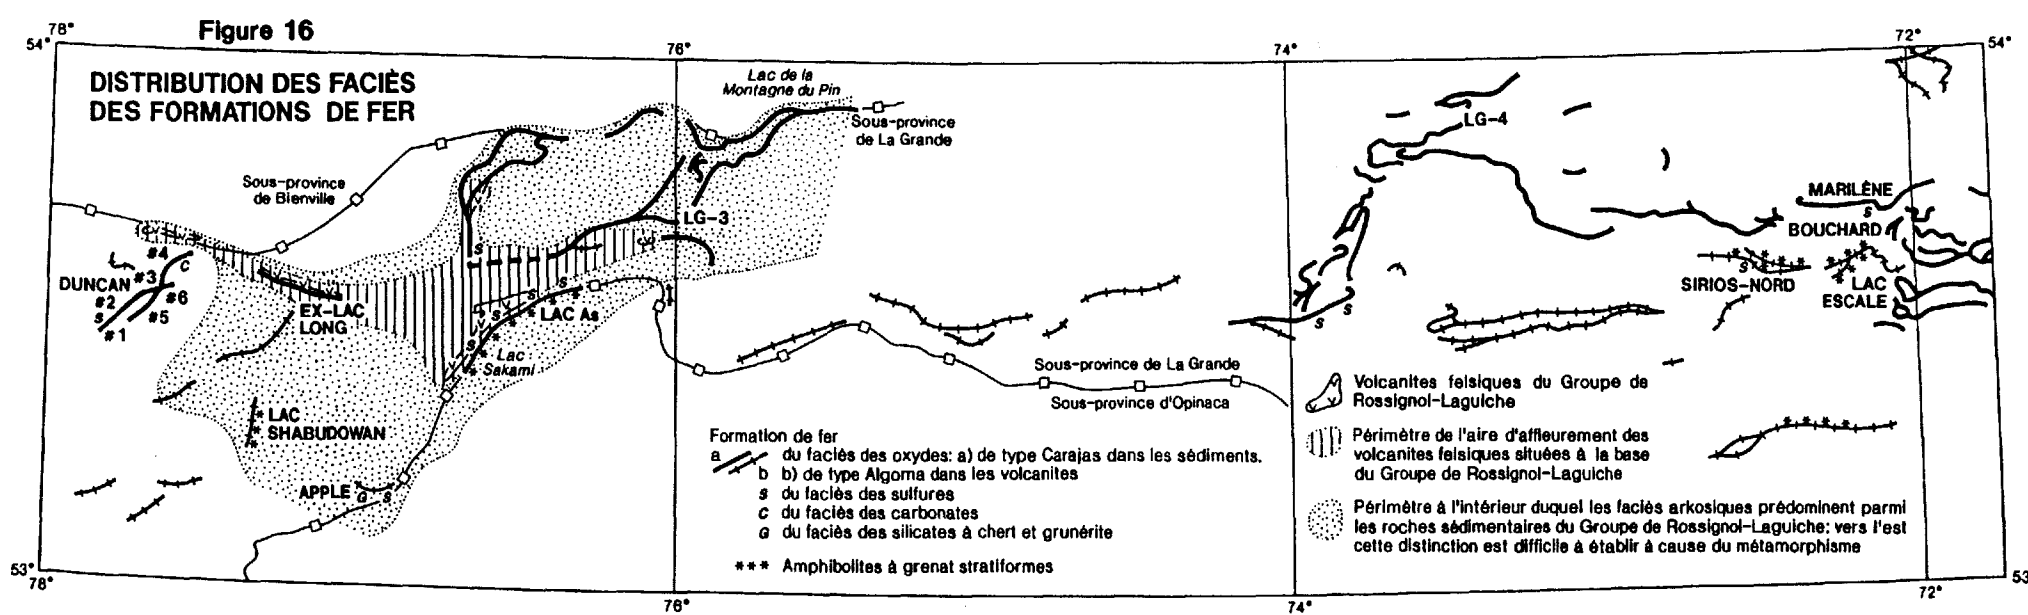 Figure 16
78°
54°
76°
74°
72°
54°
DISTRIBUTION DES FACIÈS
DES FORMATIONS DE FER
Lac de la
Montagne du Pin
Sous-province
de La Grande
LG-4
Sous-province
de Bienville
MARILÈNE
S
BOUCHARD
LG-3
#4
C
DUNCAN
#3
#2
#6
S
#5
#1
EX-LAC
LONG
S
S
S
S
LAC As
S
Lac
Sakami
SIRIOS-NORD
S
LAC
ESCALE
S
S
Sous-province de La Grande
Sous-province d'Opinaca
LAC
SHABUDOWAN
APPLE
G
S
Formation de fer
a du faciès des oxydes: a) de type Carajas dans les sédiments.
b b) de type Algoma dans les volcanites
S du faciès des sulfures
C du faciès des carbonates
G du faciès des silicates à chert et grunérite
*** Amphibolites à grenat stratiformes
Volcanites felsiques du Groupe de
Rossignol-Laguiche
Périmètre de l'aire d'affleurement des
volcanites felsiques situées à la base
du Groupe de Rossignol-Laguiche
Périmètre à l'intérieur duquel les faciès arkosiques prédominent parmi
les roches sédimentaires du Groupe de Rossignol-Laguiche; vers l'est
cette distinction est difficile à établir à cause du métamorphisme
53°
78°
76°
74°
72°
53